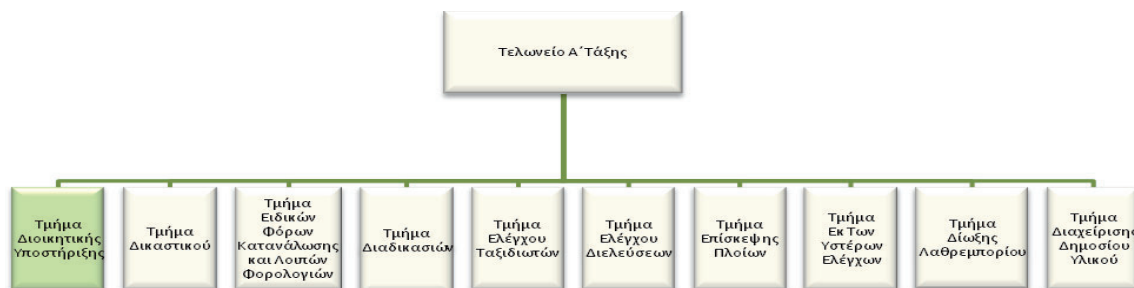 Τελωνείο Α΄Τάξης
Τμήμα
Διοικητικής
Υποστήριξης
Τμήμα
Δικαστικού
Τμήμα
Ειδικών
Φόρων
Κατανάλωσης
και Λοιπών
Φορολογιών
Τμήμα
Διαδικασιών
Τμήμα
Ελέγχου
Ταξιδιωτών
Τμήμα
Ελέγχου
Διελεύσεων
Τμήμα
Επίσκεψης
Πλοίων
Τμήμα
Εκ Των
Υστέρων
Ελέγχων
Τμήμα
Δίωξης
Λαθρεμπορίου
Τμήμα
Διαχείρισης
Δημοσίου
Υλικού